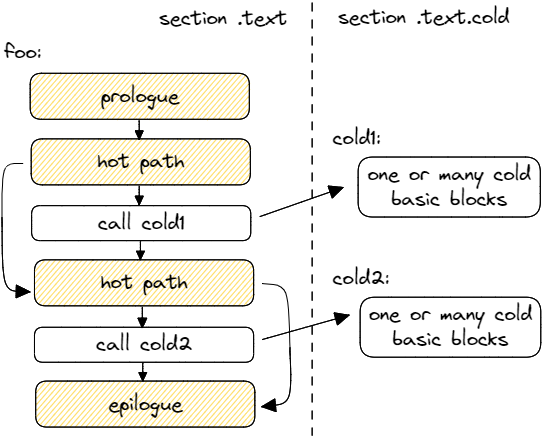 section .text
section .text.cold
foo:
prologue
hot path
cold1:
one or many cold
basic blocks
call cold1
hot path
cold2:
one or many cold
basic blocks
call cold2
epilogue